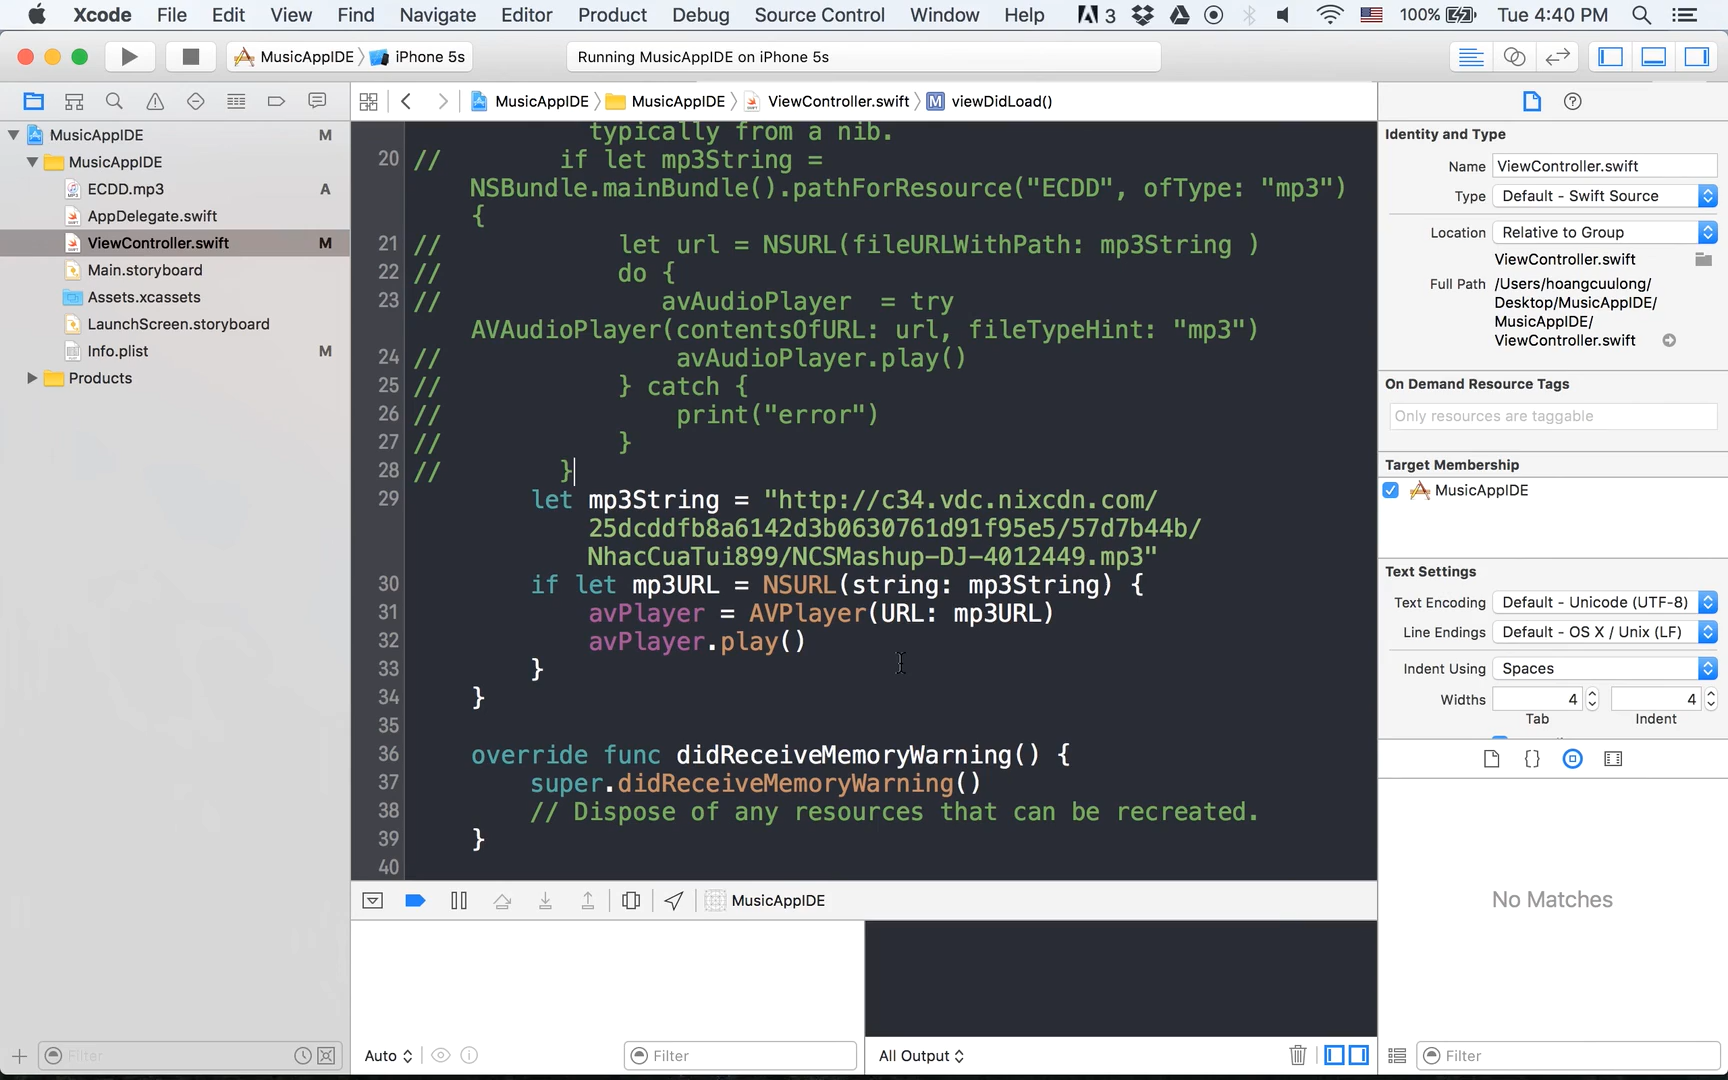 Xcode File Edit View Find Navigate Editor Product Debug Source Control Window Help 3 100% Tue 4:40 PM
MusicAppIDE iPhone 5s
Running MusicAppIDE on iPhone 5s
MusicAppIDE MusicAppIDE ViewController.swift M viewDidLoad()
MusicAppIDE M
MusicAppIDE
ECDD.mp3 A
AppDelegate.swift
ViewController.swift M
Main.storyboard
Assets.xcassets
LaunchScreen.storyboard
Info.plist M
Products
Filter
typically from a nib.
20 // if let mp3String =
NSBundle.mainBundle().pathForResource("ECDD", ofType: "mp3")
{
21 // let url = NSURL(fileURLWithPath: mp3String )
22 // do {
23 // avAudioPlayer = try
AVAudioPlayer(contentsOfURL: url, fileTypeHint: "mp3")
24 // avAudioPlayer.play()
25 // } catch {
26 // print("error")
27 // }
28 // }
29 let mp3String = "http://c34.vdc.nixcdn.com/
25dcddfb8a6142d3b0630761d91f95e5/57d7b44b/
NhacCuaTui899/NCSMashup-DJ-4012449.mp3"
30 if let mp3URL = NSURL(string: mp3String) {
31 avPlayer = AVPlayer(URL: mp3URL)
32 avPlayer.play()
33 }
34 }
35
36 override func didReceiveMemoryWarning() {
37 super.didReceiveMemoryWarning()
38 // Dispose of any resources that can be recreated.
39 }
40
MusicAppIDE
Auto Filter All Output
Identity and Type
Name ViewController.swift
Type Default - Swift Source
Location Relative to Group
ViewController.swift
Full Path /Users/hoangcuulong/
Desktop/MusicAppIDE/
MusicAppIDE/
ViewController.swift
On Demand Resource Tags
Only resources are taggable
Target Membership
MusicAppIDE
Text Settings
Text Encoding Default - Unicode (UTF-8)
Line Endings Default - OS X / Unix (LF)
Indent Using Spaces
Widths 4 4
Tab Indent
{}
No Matches
Filter